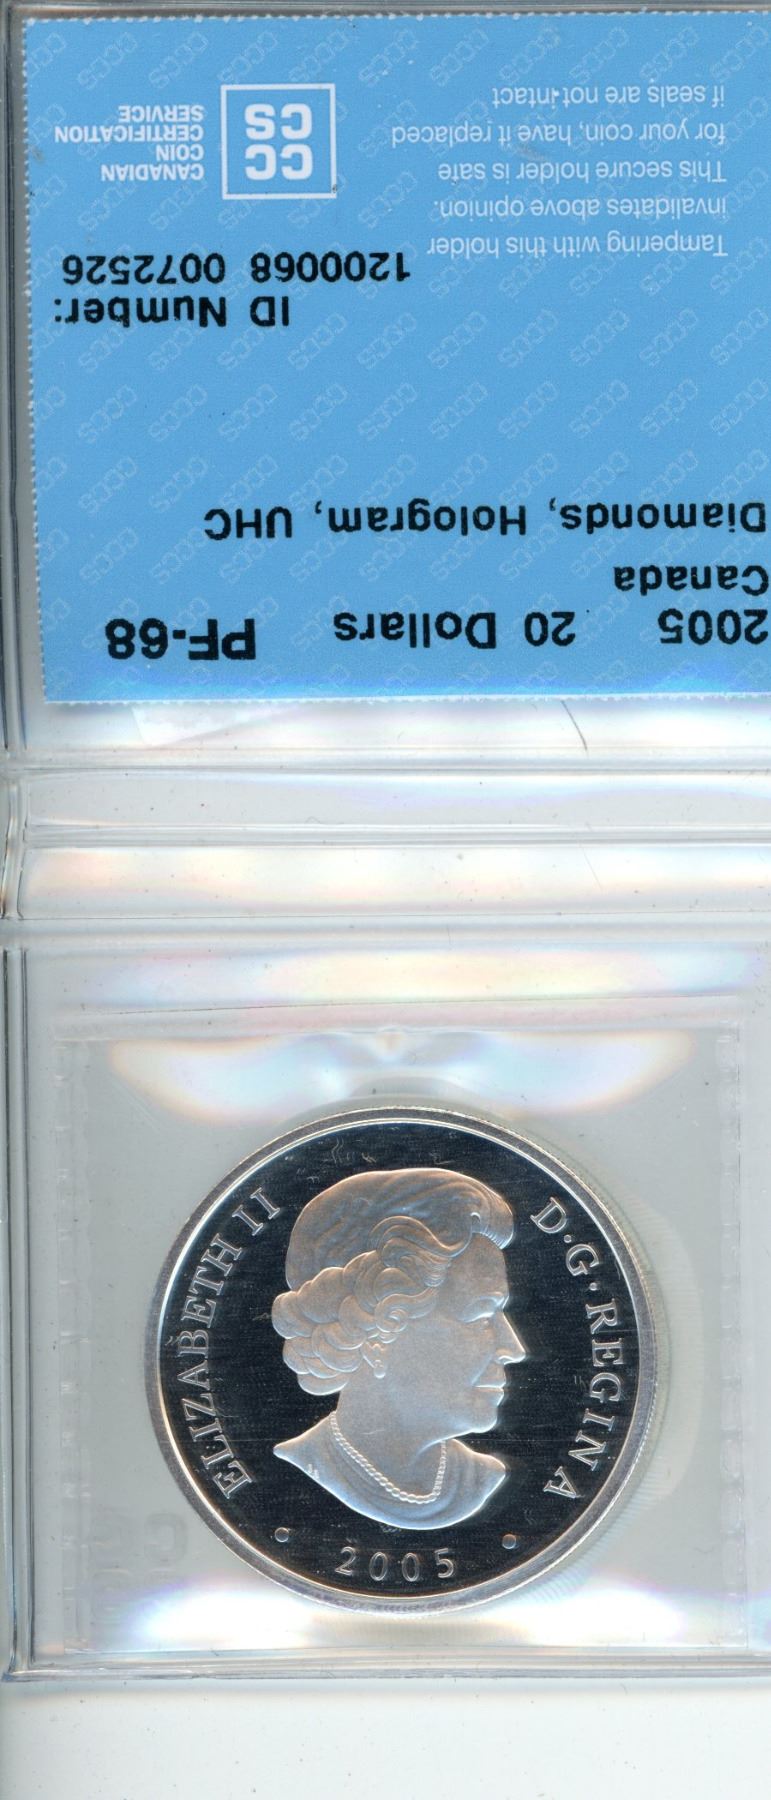 2005 20 Dollars PF-68
Canada
Diamonds, Hologram, UHC
ID Number:
1200068 0072526
Tampering with this holder
invalidates above opinion.
This secure holder is safe
for your coin, have it replaced
if seals are not intact
CC
CS
CANADIAN
COIN
CERTIFICATION
SERVICE
ELIZABETH II
D·G·REGINA
2005